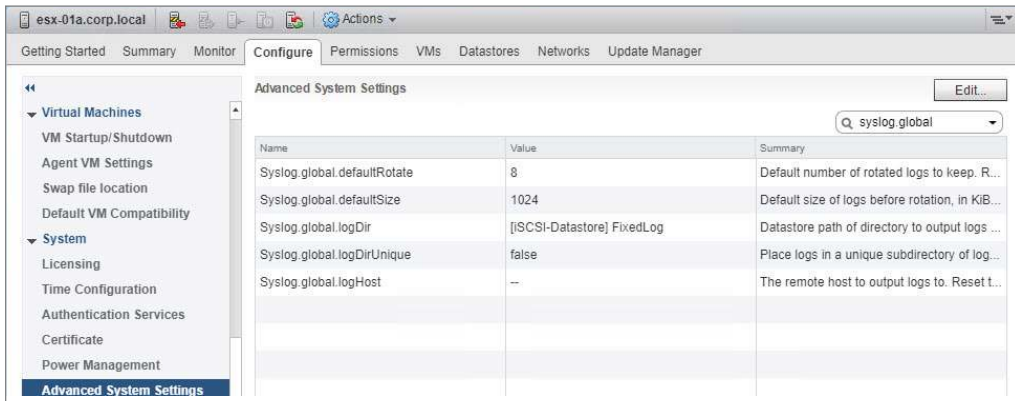 esx-01a.corp.local Actions
Getting Started Summary Monitor Configure Permissions VMs Datastores Networks Update Manager
Virtual Machines
VM Startup/Shutdown
Agent VM Settings
Swap file location
Default VM Compatibility
System
Licensing
Time Configuration
Authentication Services
Certificate
Power Management
Advanced System Settings
Advanced System Settings
Edit...
syslog.global
Name Value Summary
Syslog.global.defaultRotate 8 Default number of rotated logs to keep. R...
Syslog.global.defaultSize 1024 Default size of logs before rotation, in KiB...
Syslog.global.logDir [iSCSI-Datastore] FixedLog Datastore path of directory to output logs ...
Syslog.global.logDirUnique false Place logs in a unique subdirectory of log...
Syslog.global.logHost -- The remote host to output logs to. Reset t...